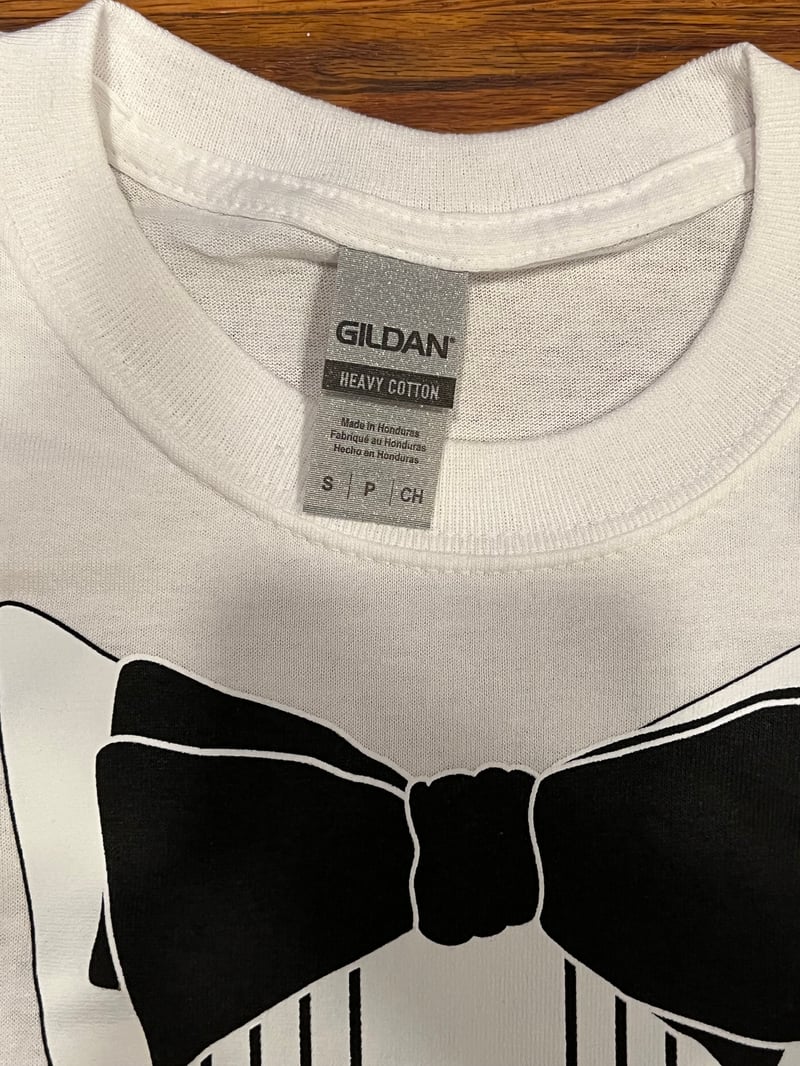 GILDAN®
HEAVY COTTON
Made in Honduras
Fabriqué au Honduras
Hecho en Honduras
S | P | CH